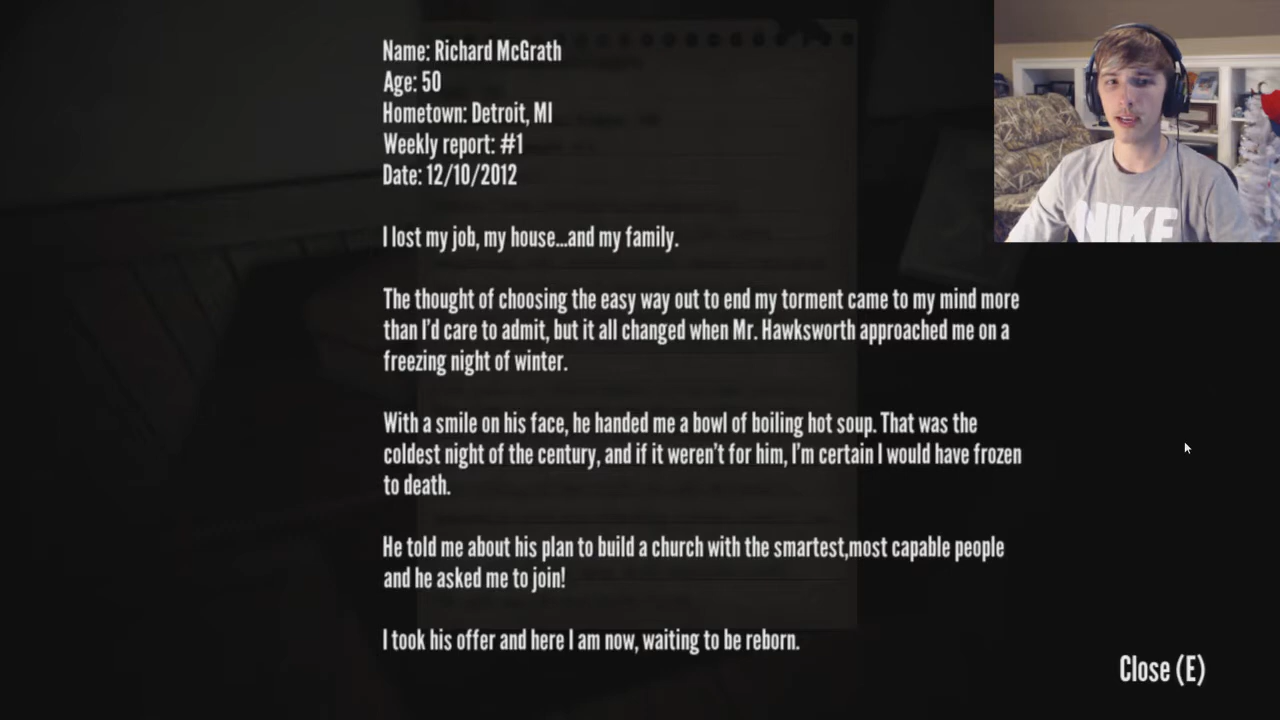 Name: Richard McGrath
Age: 50
Hometown: Detroit, MI
Weekly report: #1
Date: 12/10/2012
I lost my job, my house...and my family.
The thought of choosing the easy way out to end my torment came to my mind more
than I'd care to admit, but it all changed when Mr. Hawksworth approached me on a
freezing night of winter.
With a smile on his face, he handed me a bowl of boiling hot soup. That was the
coldest night of the century, and if it weren't for him, I'm certain I would have frozen
to death.
He told me about his plan to build a church with the smartest,most capable people
and he asked me to join!
I took his offer and here I am now, waiting to be reborn.
Close (E)
NIKE